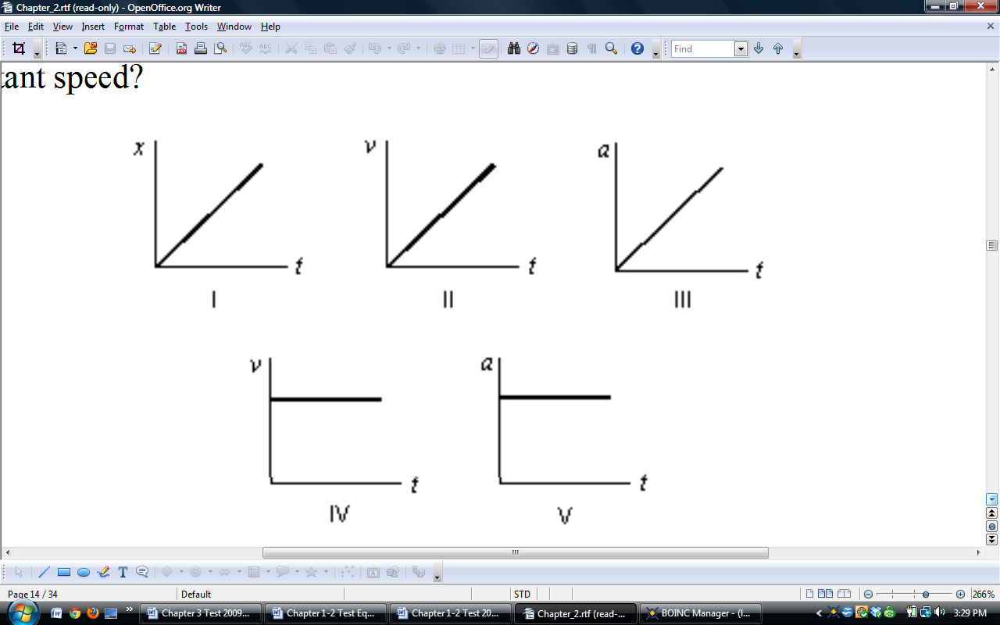 Chapter_2.rtf (read-only) - OpenOffice.org Writer
File Edit View Insert Format Table Tools Window Help
Find
tant speed?
x v a
t t t
I II III
v a
t t
IV V
Page 14 / 34 Default STD 266%
Chapter 3 Test 2009... Chapter 1-2 Test Eq... Chapter 1-2 Test 20... Chapter_2.rtf (read-... BOINC Manager - (l... 3:29 PM